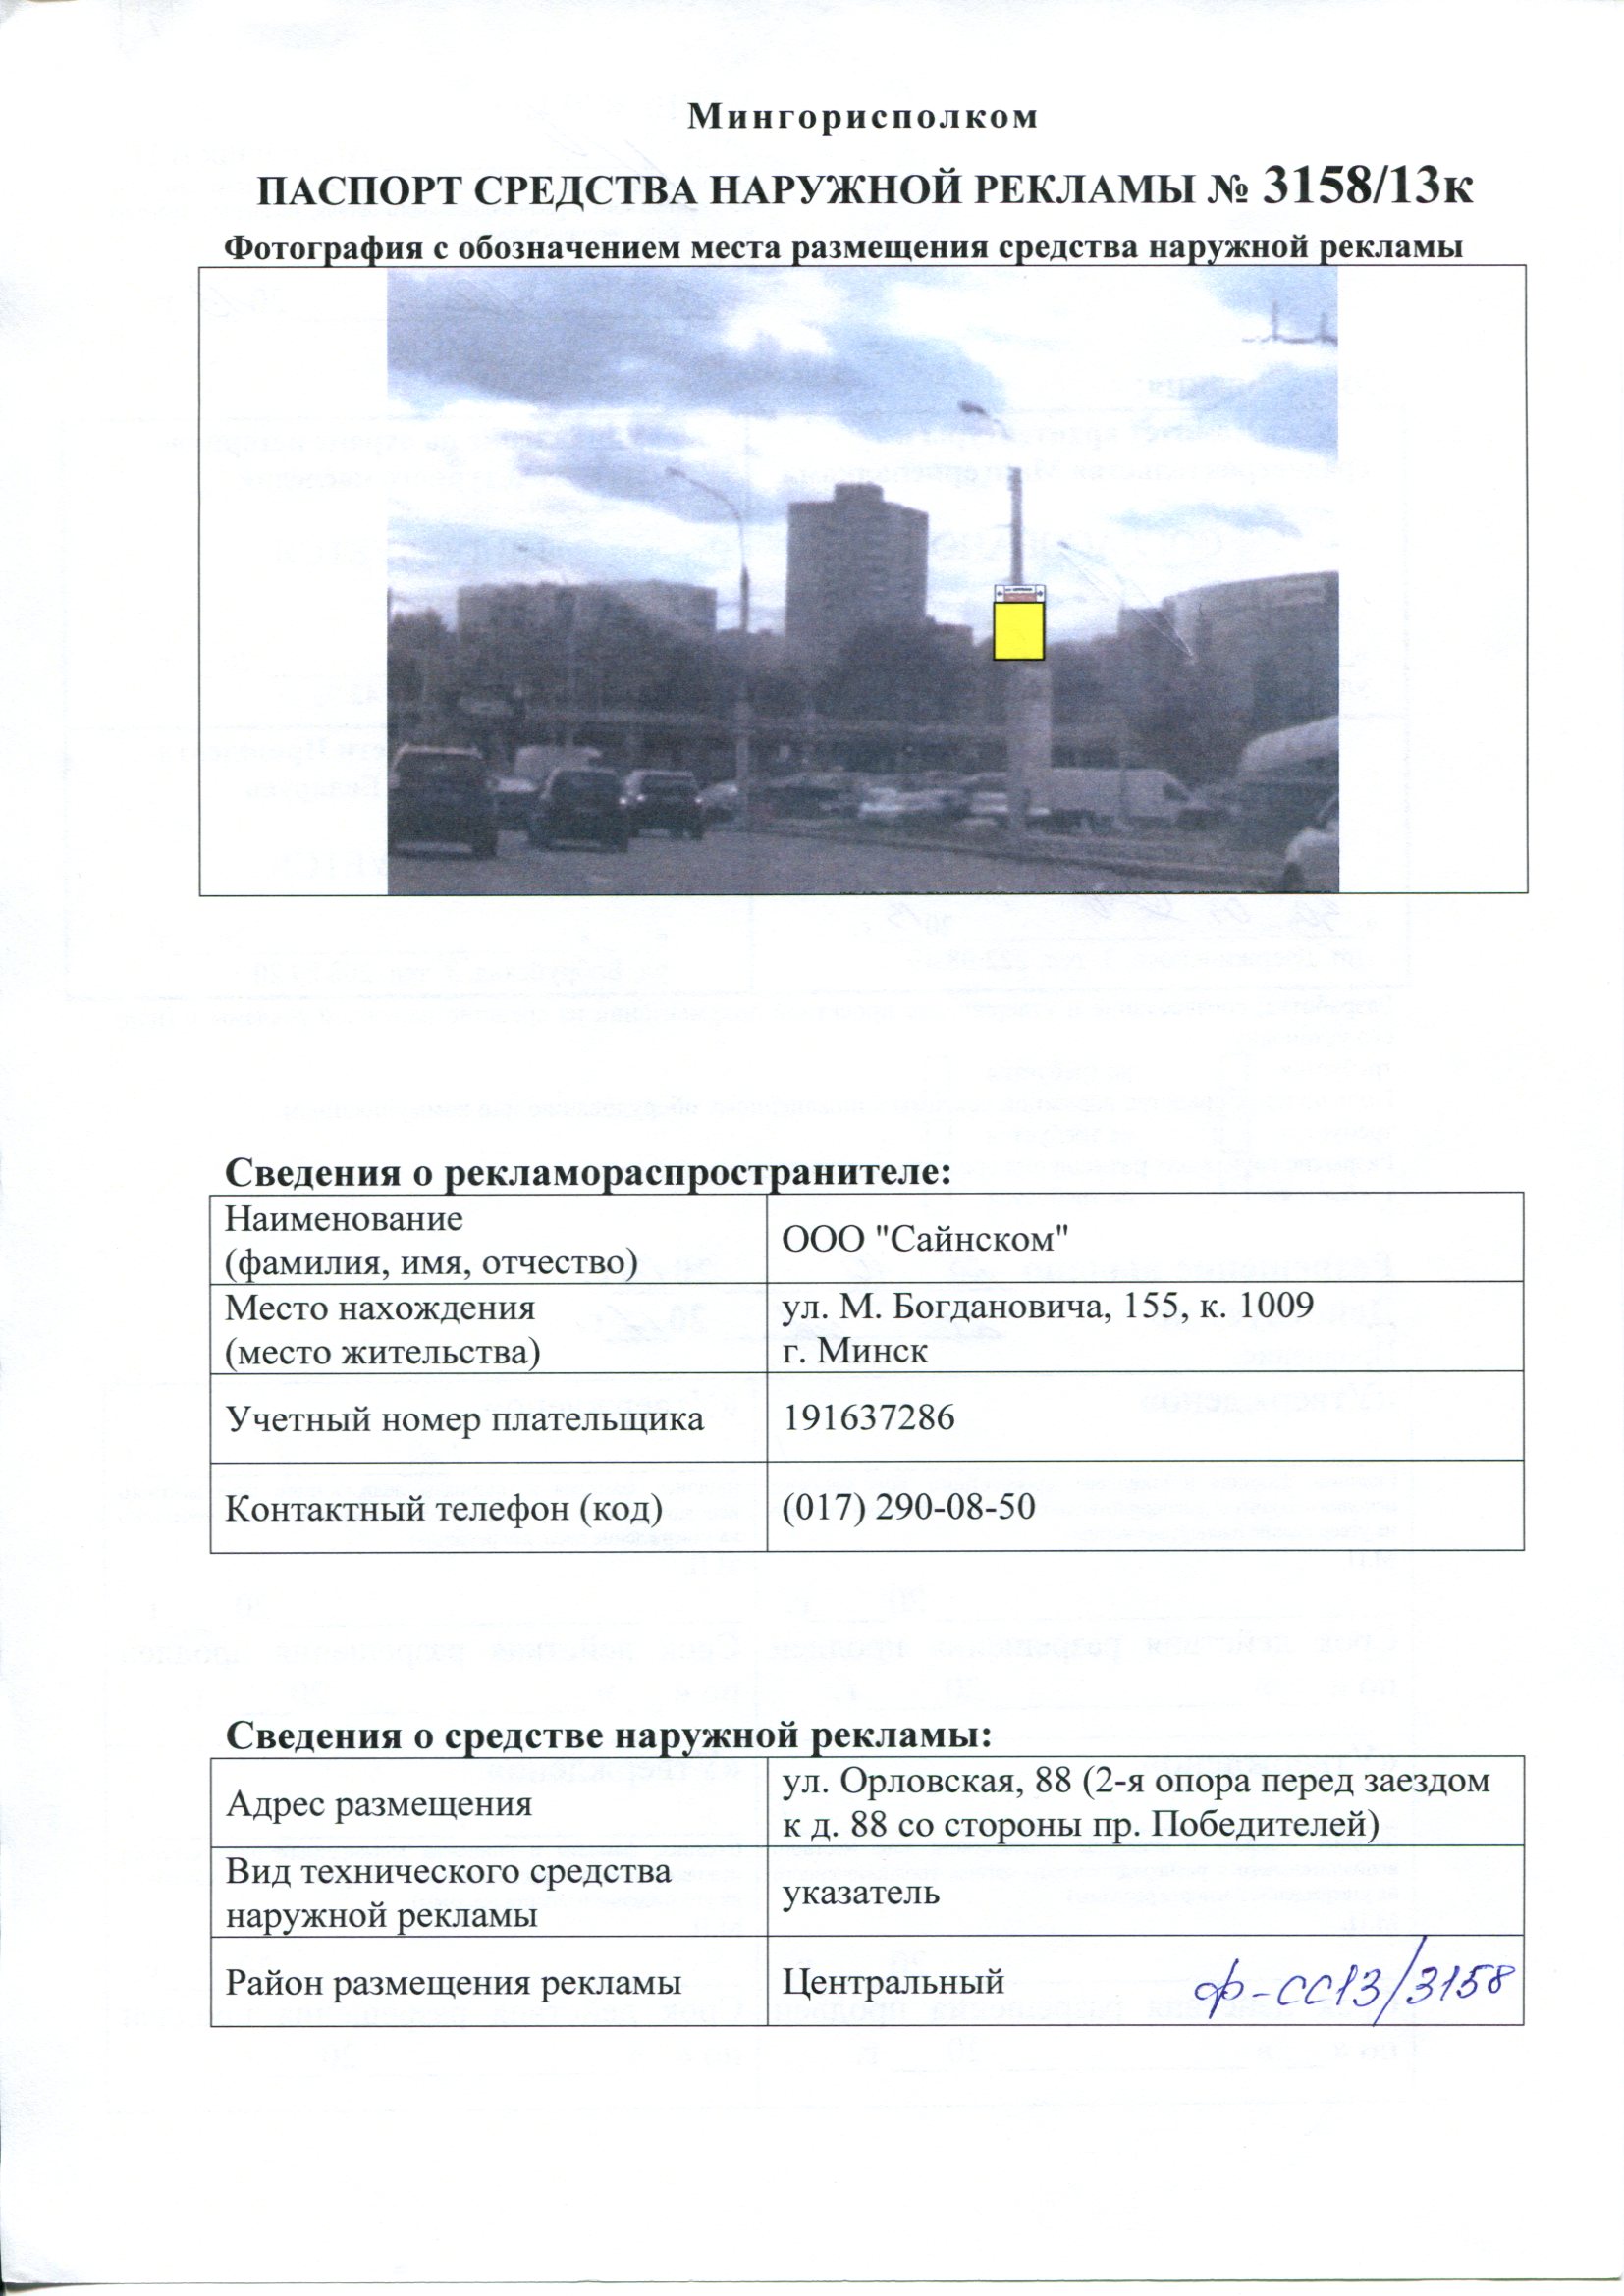 Мингорисполком
ПАСПОРТ СРЕДСТВА НАРУЖНОЙ РЕКЛАМЫ № 3158/13к
Фотография с обозначением места размещения средства наружной рекламы
Сведения о рекламораспространителе:
Наименование
(фамилия, имя, отчество)
ООО "Сайнском"
Место нахождения
(место жительства)
ул. М. Богдановича, 155, к. 1009
г. Минск
Учетный номер плательщика
191637286
Контактный телефон (код)
(017) 290-08-50
Сведения о средстве наружной рекламы:
Адрес размещения
ул. Орловская, 88 (2-я опора перед заездом
к д. 88 со стороны пр. Победителей)
Вид технического средства
наружной рекламы
указатель
Район размещения рекламы
Центральный
ф-СС13/3158